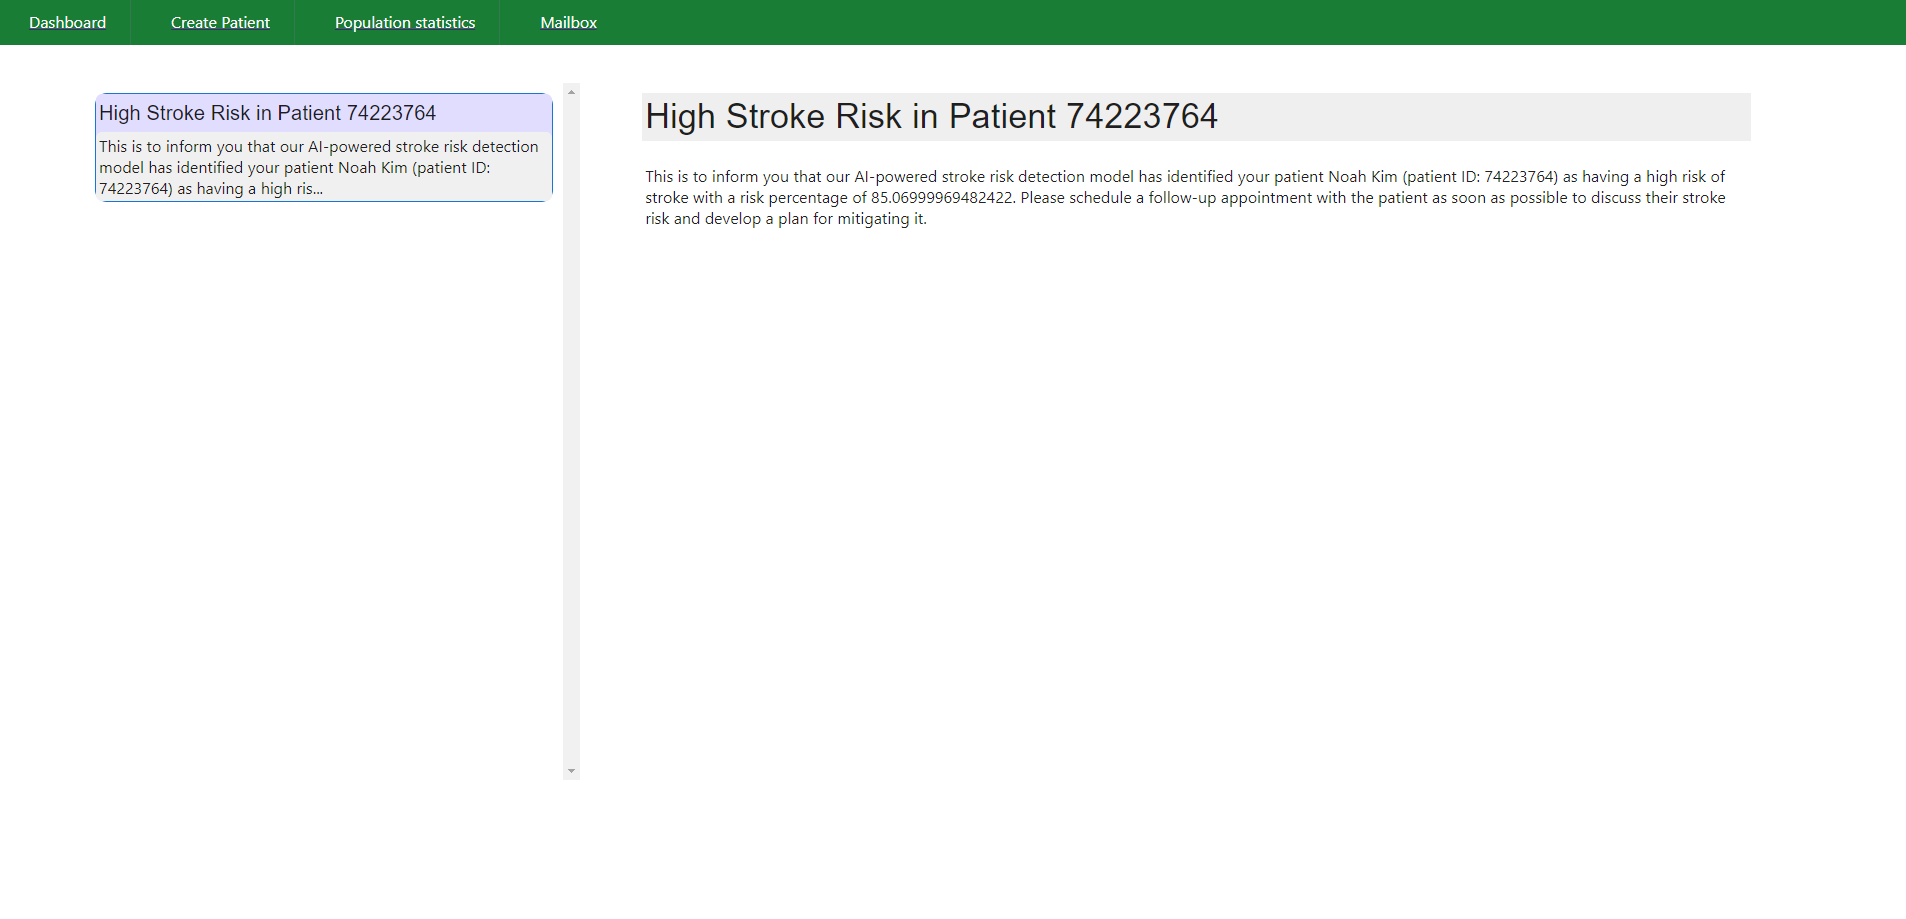 Dashboard Create Patient Population statistics Mailbox
High Stroke Risk in Patient 74223764
This is to inform you that our AI-powered stroke risk detection
model has identified your patient Noah Kim (patient ID:
74223764) as having a high ris...
High Stroke Risk in Patient 74223764
This is to inform you that our AI-powered stroke risk detection model has identified your patient Noah Kim (patient ID: 74223764) as having a high risk of
stroke with a risk percentage of 85.06999969482422. Please schedule a follow-up appointment with the patient as soon as possible to discuss their stroke
risk and develop a plan for mitigating it.